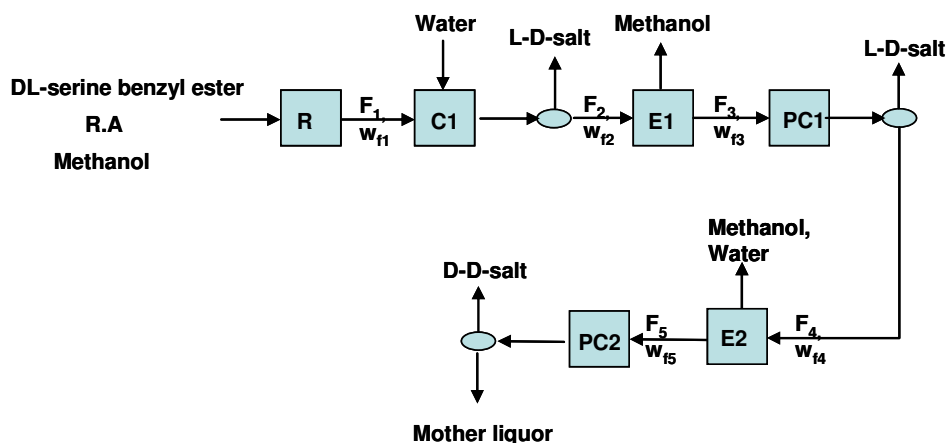 Water
L-D-salt
Methanol
L-D-salt
DL-serine benzyl ester
R.A
Methanol
R
F1,
wf1
C1
F2,
wf2
E1
F3,
wf3
PC1
Methanol,
Water
D-D-salt
PC2
F5
wf5
E2
F4,
wf4
Mother liquor